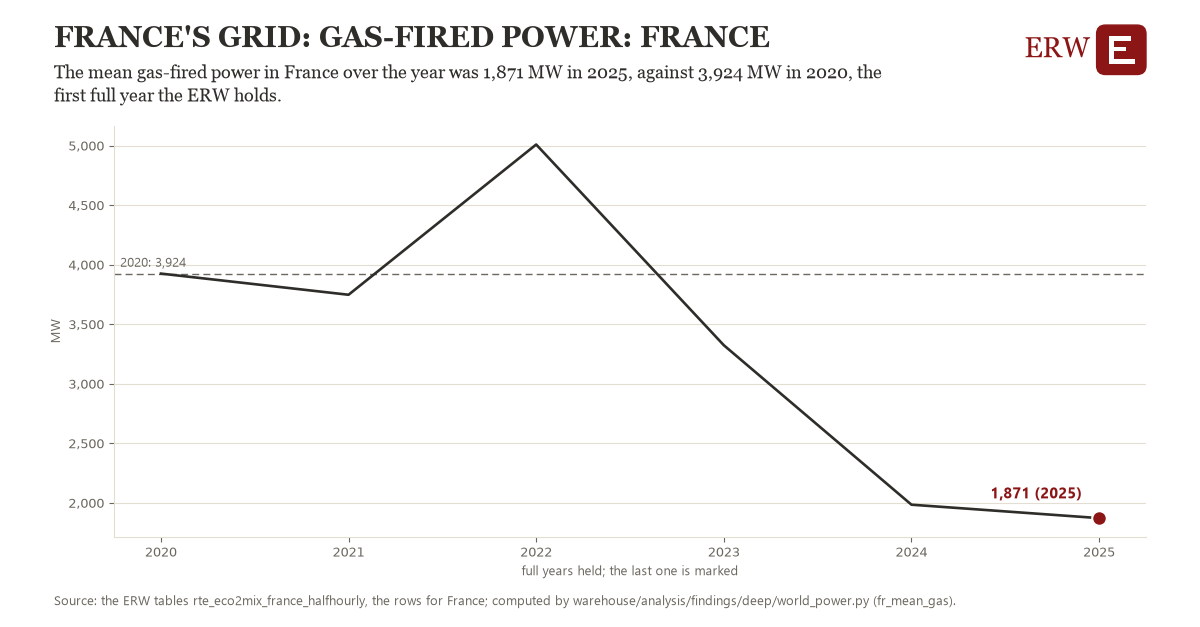 FRANCE'S GRID: GAS-FIRED POWER: FRANCE
ERW E
The mean gas-fired power in France over the year was 1,871 MW in 2025, against 3,924 MW in 2020, the
first full year the ERW holds.
5,000
4,500
4,000
3,500
3,000
2,500
2,000
MW
2020: 3,924
1,871 (2025)
2020 2021 2022 2023 2024 2025
full years held; the last one is marked
Source: the ERW tables rte_eco2mix_france_halfhourly, the rows for France; computed by warehouse/analysis/findings/deep/world_power.py (fr_mean_gas).